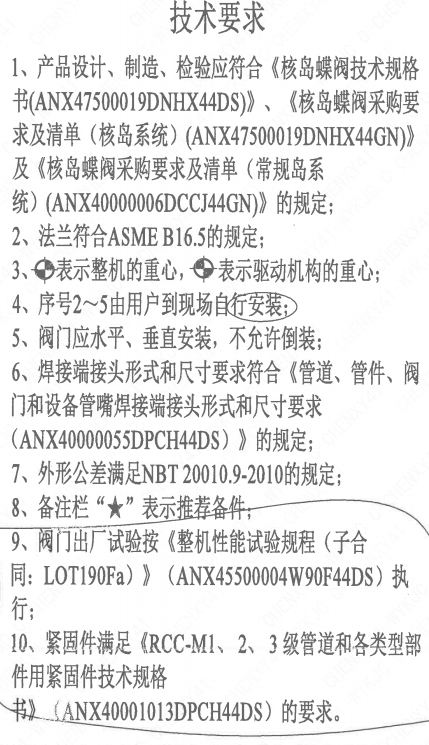 技术要求
1、产品设计、制造、检验应符合《核岛蝶阀技术规格
书(ANX47500019DNHX44DS)》、《核岛蝶阀采购要
求及清单（核岛系统）(ANX47500019DNHX44GN)》
及《核岛蝶阀采购要求及清单（常规岛系
统）(ANX40000006DCCJ44GN)》的规定；
2、法兰符合ASME B16.5的规定；
3、表示整机的重心，表示驱动机构的重心；
4、序号2～5由用户到现场自行安装；
5、阀门应水平、垂直安装，不允许倒装；
6、焊接端接头形式和尺寸要求符合《管道、管件、阀
门和设备管嘴焊接端接头形式和尺寸要求
（ANX40000055DPCH44DS）》的规定；
7、外形公差满足NBT 20010.9-2010的规定；
8、备注栏“★”表示推荐备件；
9、阀门出厂试验按《整机性能试验规程（子合
同：LOT190Fa）》（ANX45500004W90F44DS）执
行；
10、紧固件满足《RCC-M1、2、3级管道和各类型部
件用紧固件技术规格
书》（ANX40001013DPCH44DS）的要求。